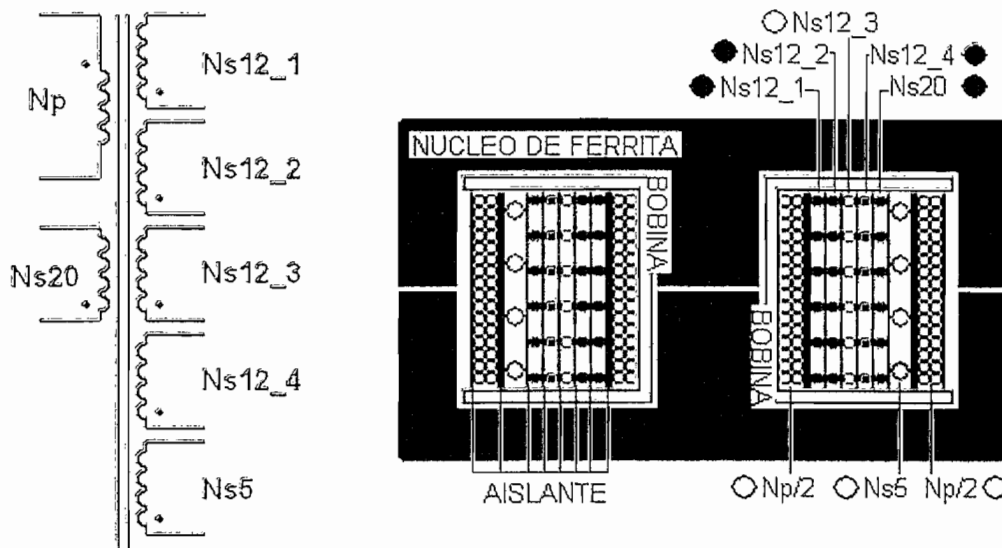 Np
Ns20
Ns12_1
Ns12_2
Ns12_3
Ns12_4
Ns5
Ns12_3
Ns12_2 Ns12_4
Ns12_1 Ns20
NUCLEO DE FERRITA
BOBINA
BOBINA
AISLANTE
Np/2 Ns5 Np/2